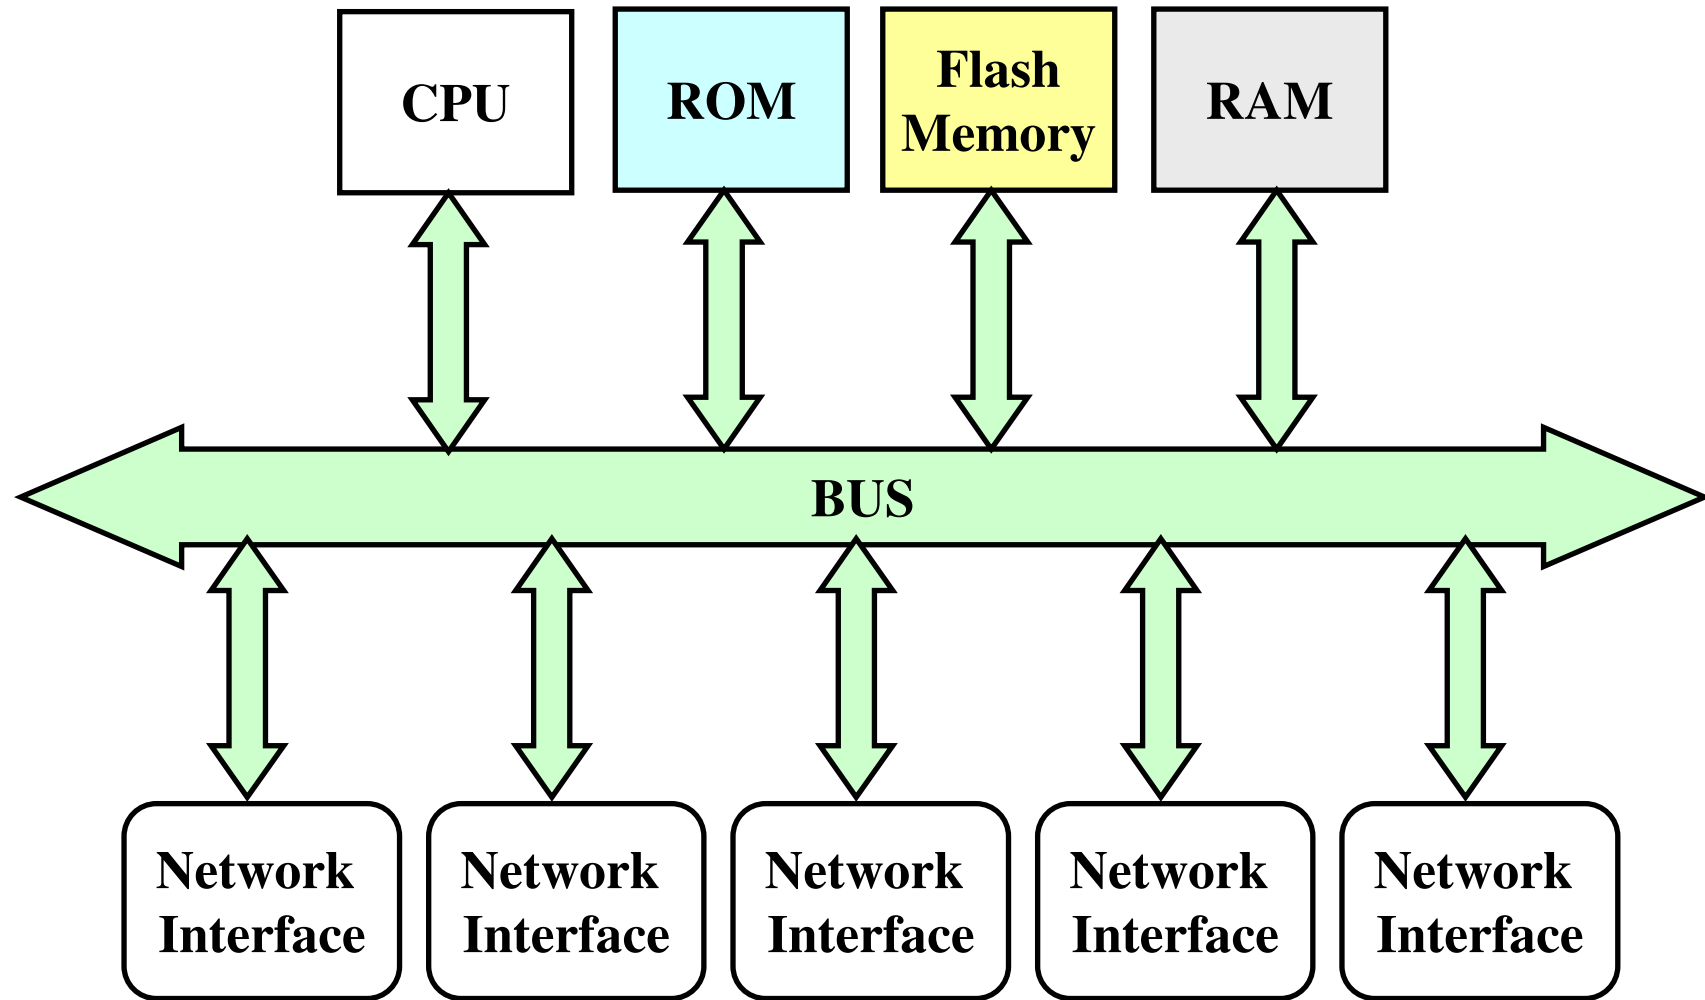 CPU
ROM
Flash
Memory
RAM
BUS
Network
Interface
Network
Interface
Network
Interface
Network
Interface
Network
Interface